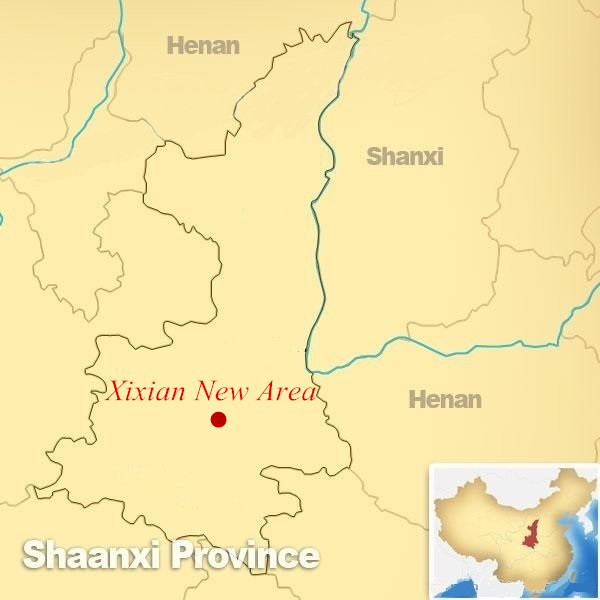 Henan
Shanxi
Xixian New Area
Henan
Shaanxi Province